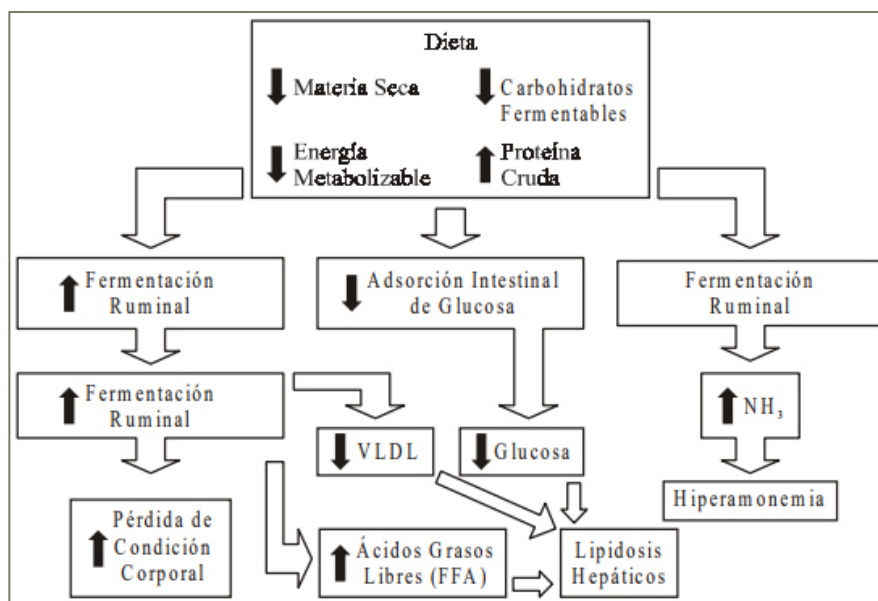 Dieta
Materia Seca
Carbohidratos
Fermentables
Energía
Metabolizable
Proteína
Cruda
Fermentación
Ruminal
Adsorción Intestinal
de Glucosa
Fermentación
Ruminal
Fermentación
Ruminal
NH₃
VLDL
Glucosa
Hiperamonemia
Pérdida de
Condición
Corporal
Ácidos Grasos
Libres (FFA)
Lipidosis
Hepáticos